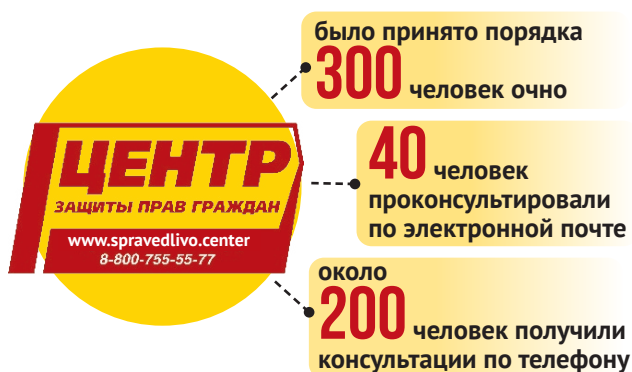 было принято порядка
300 человек очно
ЦЕНТР
ЗАЩИТЫ ПРАВ ГРАЖДАН
www.spravedlivo.center
8-800-755-55-77
40 человек
проконсультировали
по электронной почте
около
200 человек получили
консультации по телефону